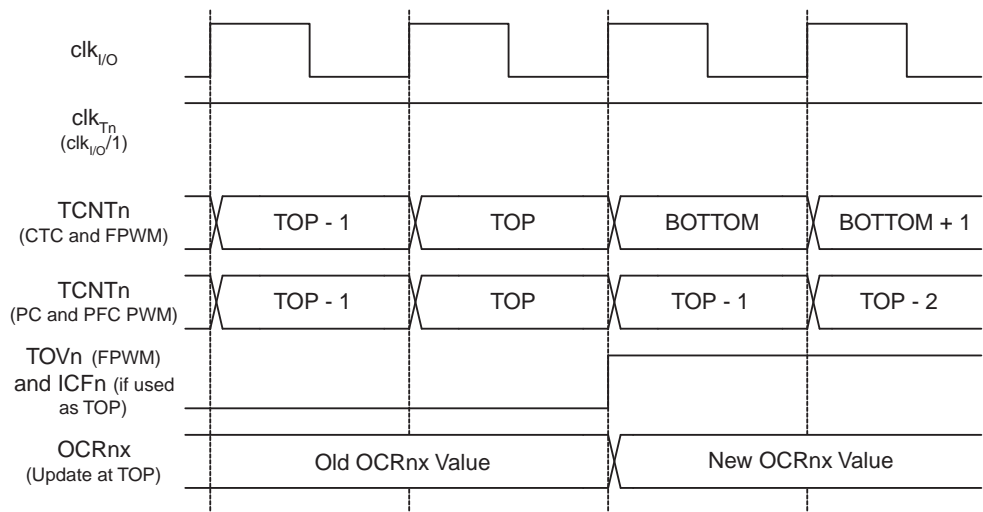 clkI/O
clkTn
(clkI/O/1)
TCNTn
(CTC and FPWM)
TOP - 1 TOP BOTTOM BOTTOM + 1
TCNTn
(PC and PFC PWM)
TOP - 1 TOP TOP - 1 TOP - 2
TOVn (FPWM)
and ICFn (if used
as TOP)
OCRnx
(Update at TOP)
Old OCRnx Value New OCRnx Value